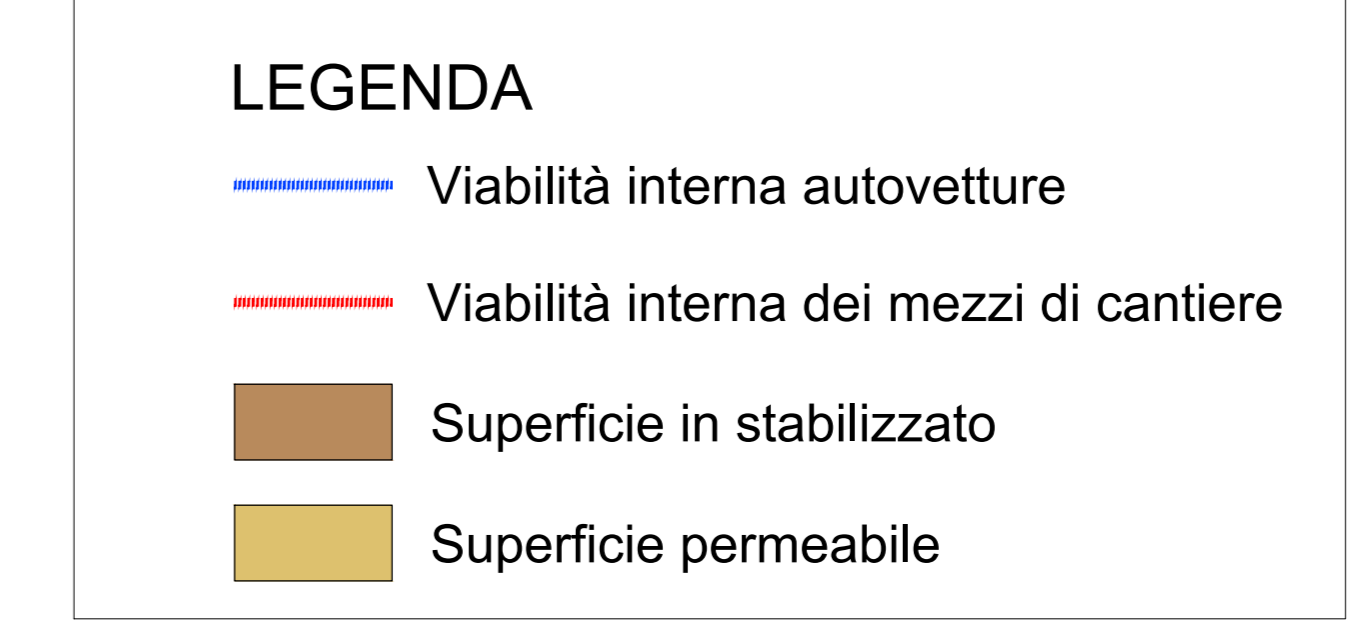 LEGENDA
Viabilità interna autovetture
Viabilità interna dei mezzi di cantiere
Superficie in stabilizzato
Superficie permeabile